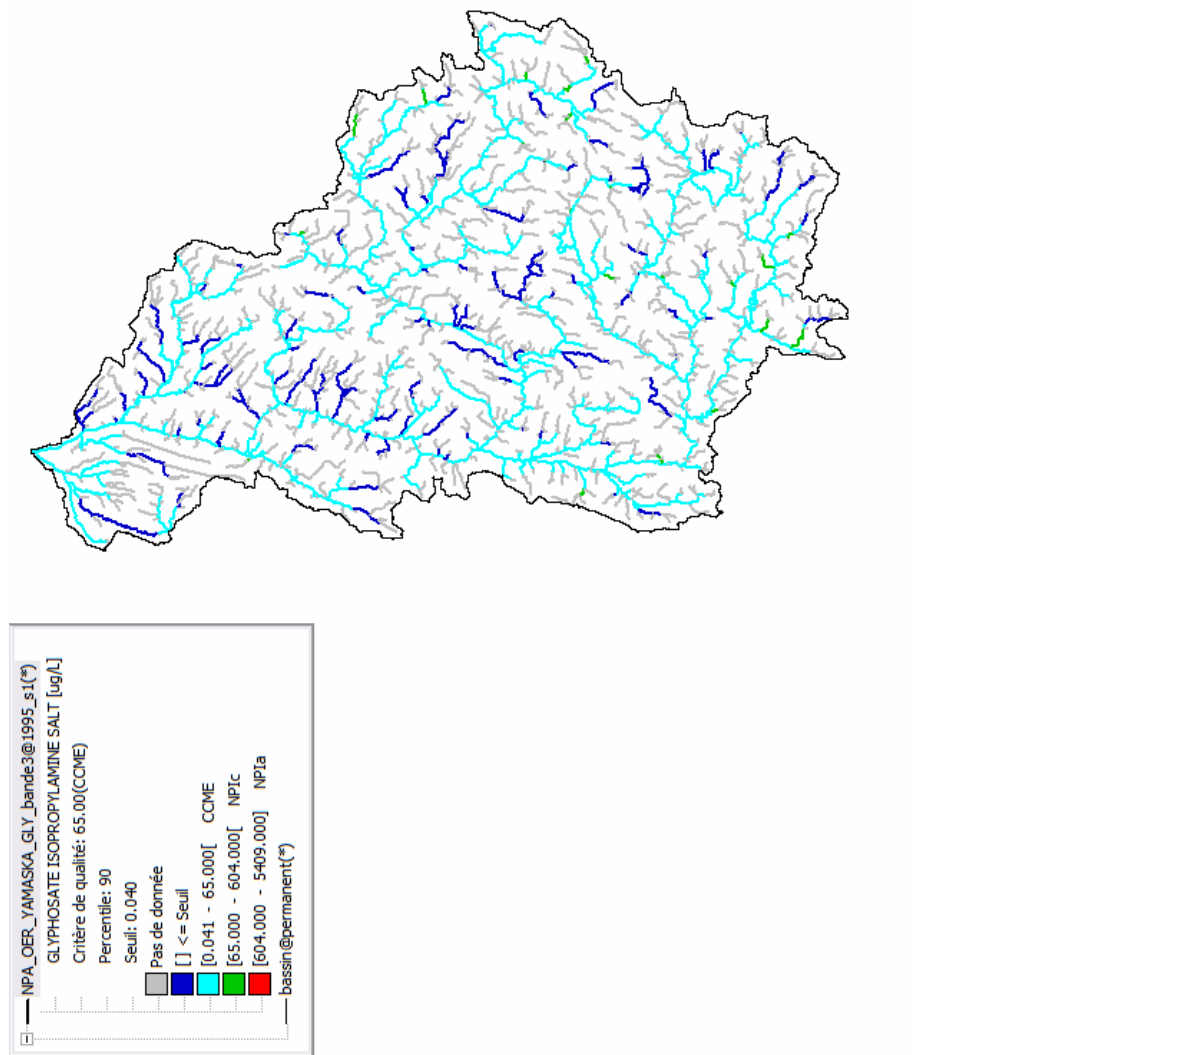 NPA_OER_YAMASKA_GLY_bande3@1995_s1(*)
GLYPHOSATE ISOPROPYLAMINE SALT [ug/L]
Critère de qualité: 65.00(CCME)
Percentile: 90
Seuil: 0.040
Pas de donnée
[ ] <= Seuil
[0.041 - 65.000[ CCME
[65.000 - 604.000[ NPIc
[604.000 - 5409.000] NPIa
bassin@permanent(*)